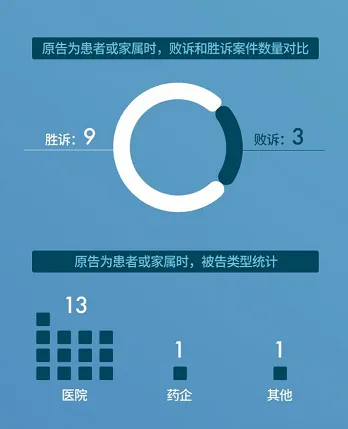 原告为患者或家属时，败诉和胜诉案件数量对比
胜诉：9
败诉：3
原告为患者或家属时，被告类型统计
13
1
1
医院
药企
其他